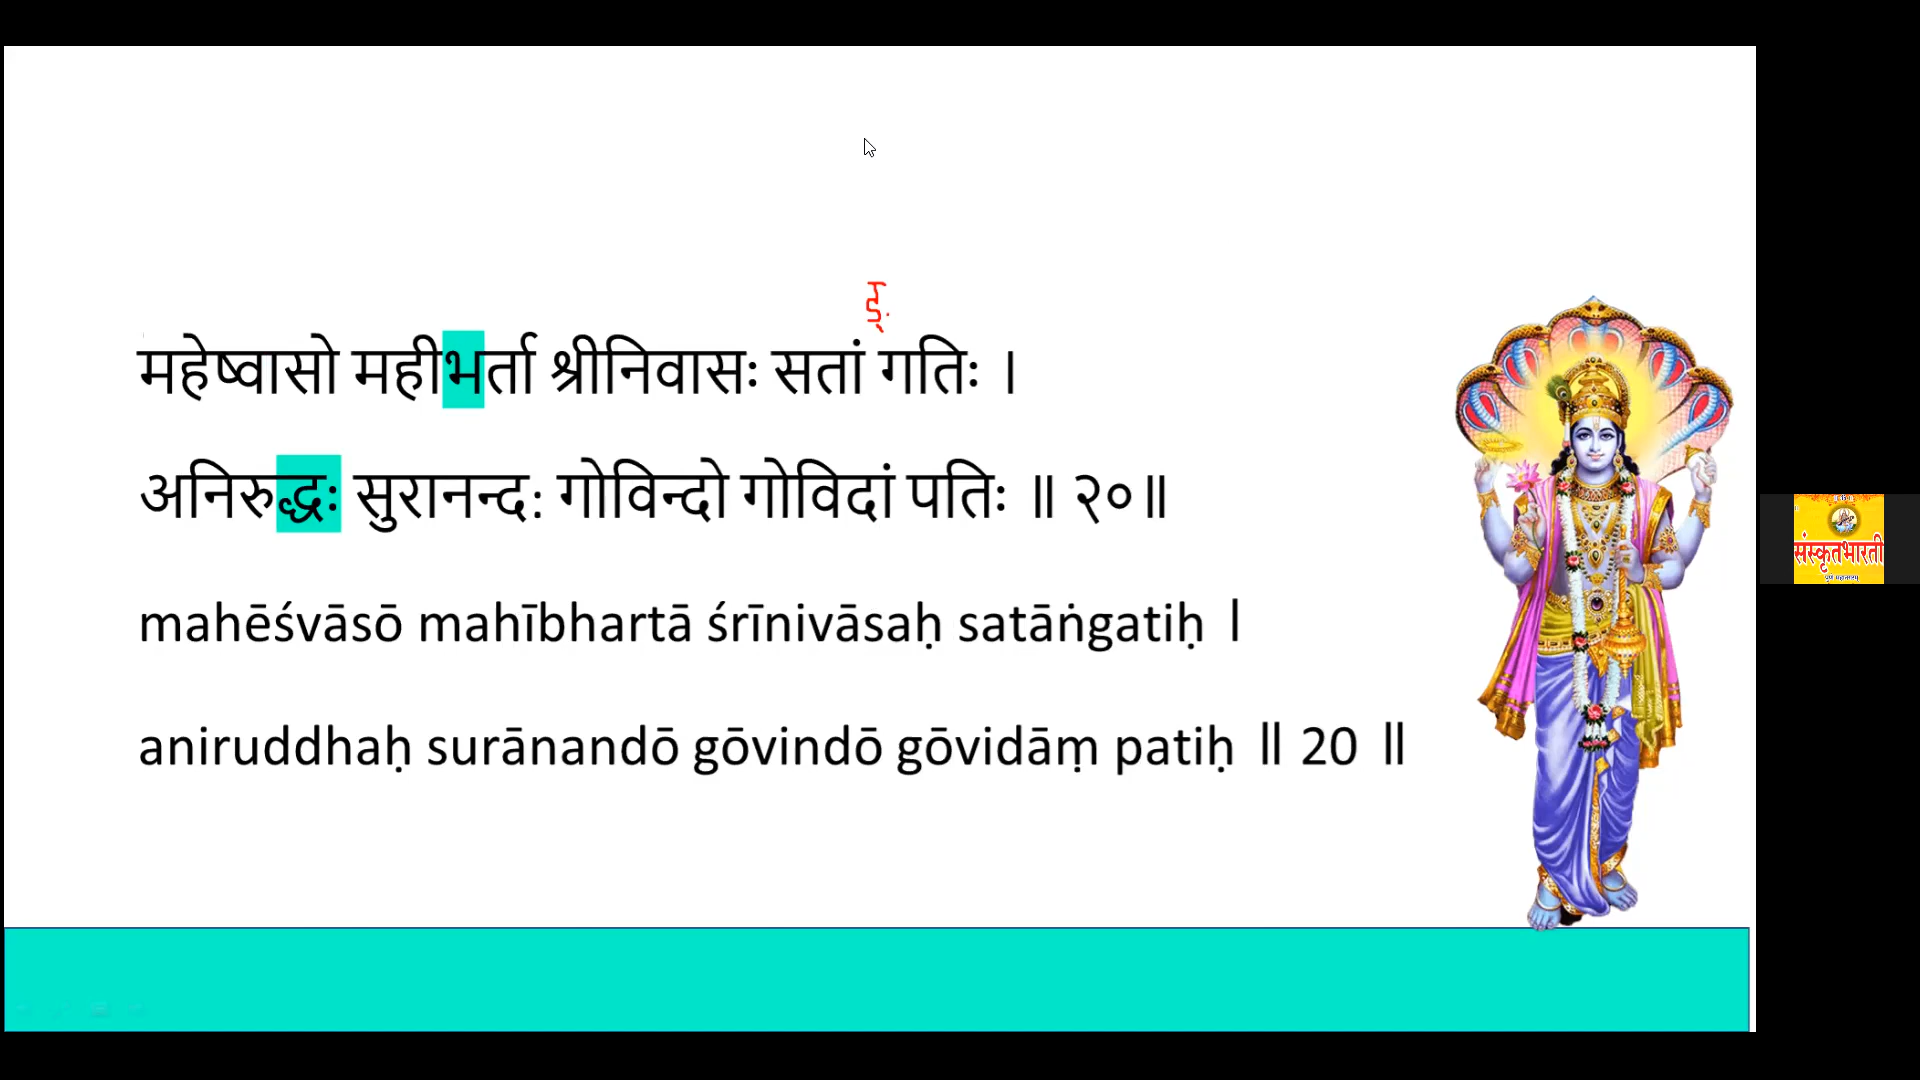 ङ्
महेष्वासो महीभर्ता श्रीनिवासः सतां गतिः ।
अनिरुद्धः सुरानन्द: गोविन्दो गोविदां पतिः ॥ २०॥
mahēśvāsō mahībhartā śrīnivāsaḥ satāṅgatiḥ ।
aniruddhaḥ surānandō gōvindō gōvidāṃ patiḥ ॥ 20 ॥
संस्कृतभारती